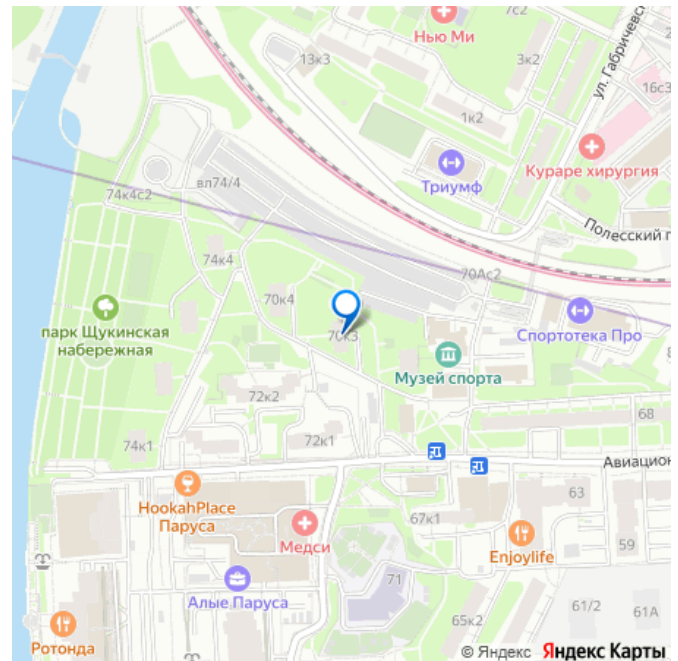 7с2
Нью Ми
ул. Габричевс
13к3
3к2
16с3
1к2
Кураре хирургия
Триумф
вл74/4
74к4с2
Полесский п
74к4
70Ас2
70к4
парк Щукинская
набережная
70к3
Спортотека Про
Музей спорта
72к2
68
74к1
72к1
Авиацион
HookahPlace
Паруса
63
67к1
Медси
Enjoylife
59
71
Алые Паруса
61/2
61А
65к2
Ротонда
© Яндекс Яндекс Карты